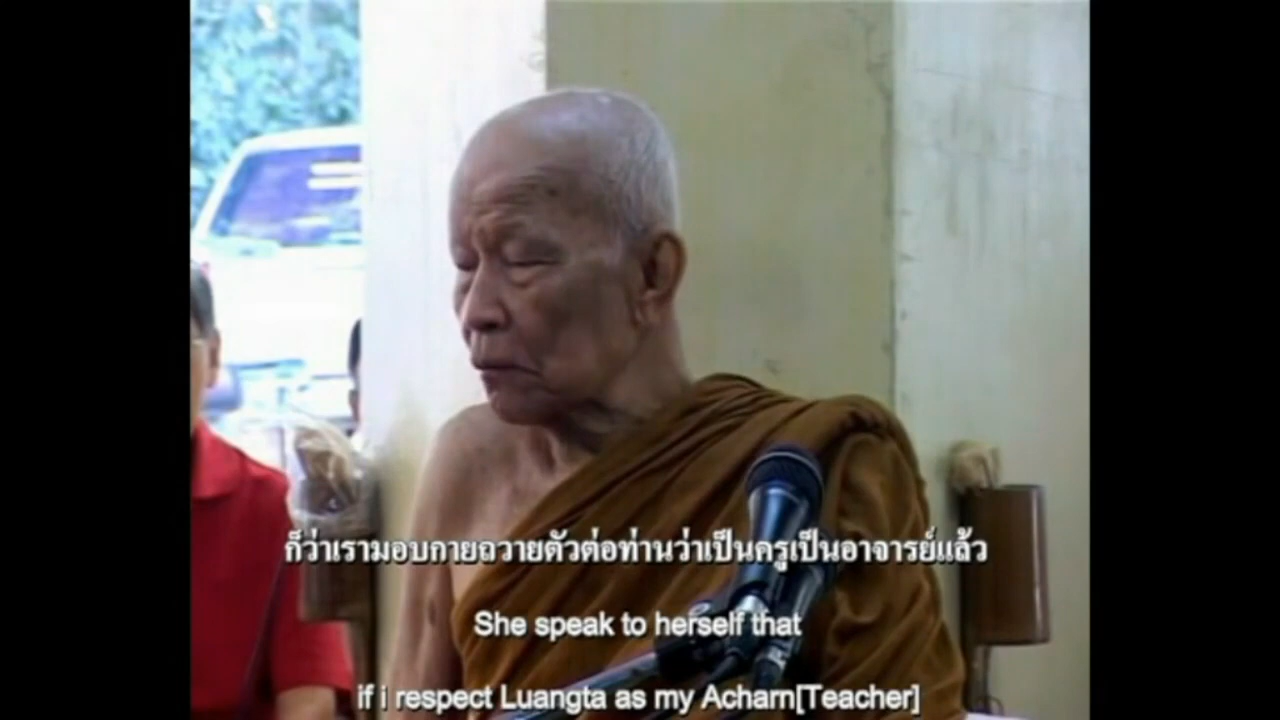 ก็ว่าเรามอบกายถวายตัวต่อท่านว่าเป็นครูเป็นอาจารย์แล้ว
She speak to herself that
if i respect Luangta as my Acharn[Teacher]